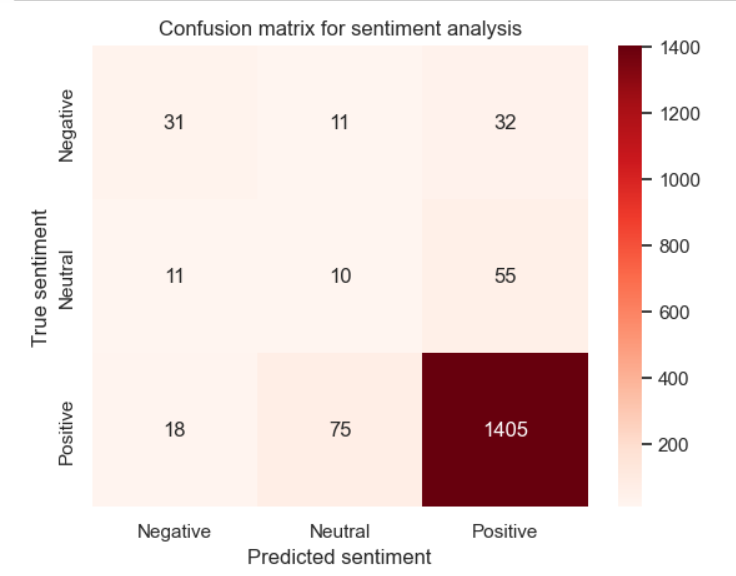 Confusion matrix for sentiment analysis
Negative
31 11 32
Neutral
11 10 55
Positive
18 75 1405
True sentiment
Negative Neutral Positive
Predicted sentiment
1400
1200
1000
800
600
400
200